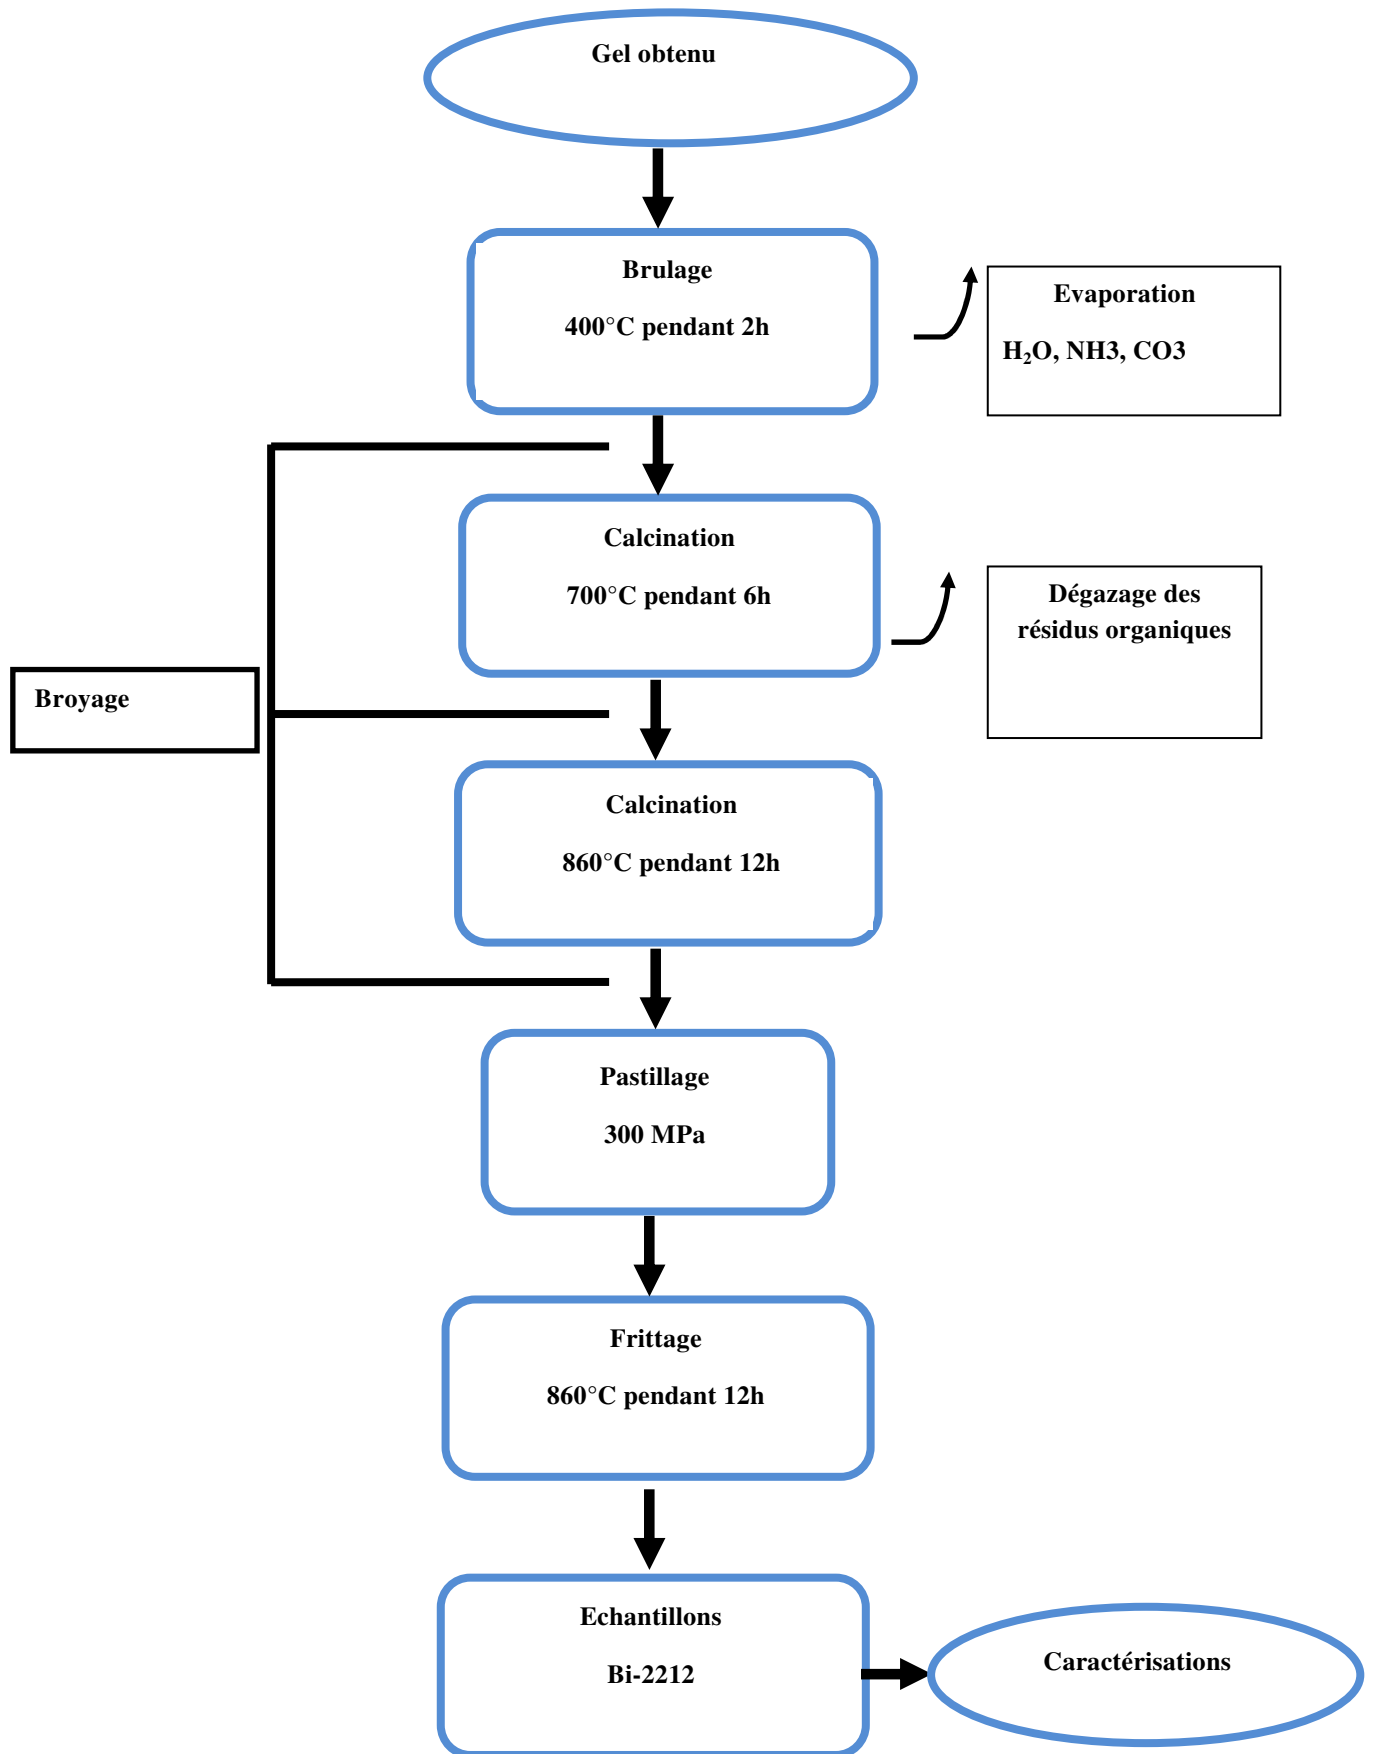 Gel obtenu
Brulage
400°C pendant 2h
Evaporation
H₂O, NH3, CO3
Calcination
700°C pendant 6h
Dégazage des
résidus organiques
Broyage
Calcination
860°C pendant 12h
Pastillage
300 MPa
Frittage
860°C pendant 12h
Echantillons
Bi-2212
Caractérisations